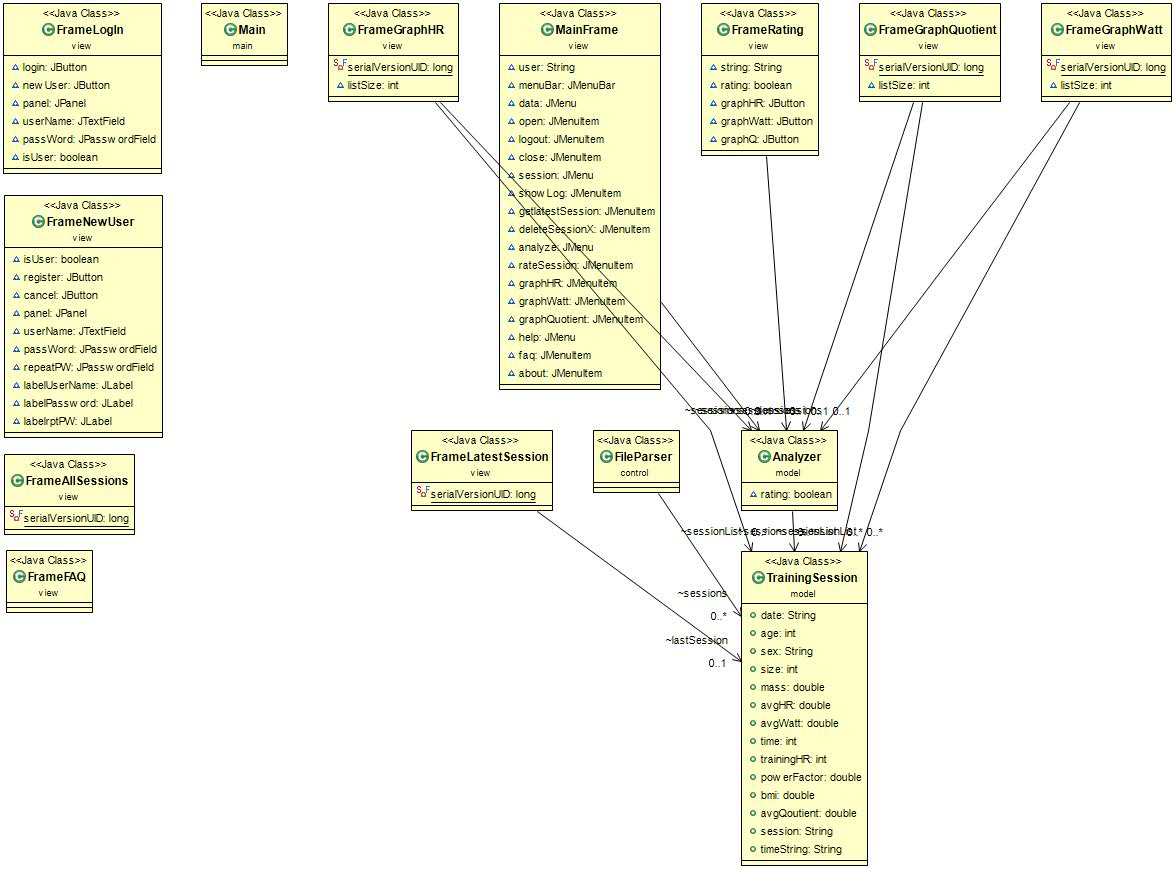 <<Java Class>>
FrameLogIn
view
login: JButton
new User: JButton
panel: JPanel
userName: JTextField
passWord: JPassw ordField
isUser: boolean
<<Java Class>>
Main
main
<<Java Class>>
FrameGraphHR
view
serialVersionUID: long
listSize: int
<<Java Class>>
MainFrame
view
user: String
menuBar: JMenuBar
data: JMenu
open: JMenuItem
logout: JMenuItem
close: JMenuItem
session: JMenu
show Log: JMenuItem
getlatestSession: JMenuItem
deleteSessionX: JMenuItem
analyze: JMenu
rateSession: JMenuItem
graphHR: JMenuItem
graphWatt: JMenuItem
graphQuotient: JMenuItem
help: JMenu
faq: JMenuItem
about: JMenuItem
<<Java Class>>
FrameRating
view
string: String
rating: boolean
graphHR: JButton
graphWatt: JButton
graphQ: JButton
<<Java Class>>
FrameGraphQuotient
view
serialVersionUID: long
listSize: int
<<Java Class>>
FrameGraphWatt
view
serialVersionUID: long
listSize: int
<<Java Class>>
FrameNewUser
view
isUser: boolean
register: JButton
cancel: JButton
panel: JPanel
userName: JTextField
passWord: JPassw ordField
repeatPW: JPassw ordField
labelUserName: JLabel
labelPassw ord: JLabel
labelrptPW: JLabel
0..1
<<Java Class>>
FrameLatestSession
view
serialVersionUID: long
<<Java Class>>
FileParser
control
<<Java Class>>
Analyzer
model
rating: boolean
<<Java Class>>
FrameAllSessions
view
serialVersionUID: long
~sessionList
0..*
<<Java Class>>
FrameFAQ
view
~sessions
0..*
~lastSession
0..1
<<Java Class>>
TrainingSession
model
date: String
age: int
sex: String
size: int
mass: double
avgHR: double
avgWatt: double
time: int
trainingHR: int
pow erFactor: double
bmi: double
avgQoutient: double
session: String
timeString: String